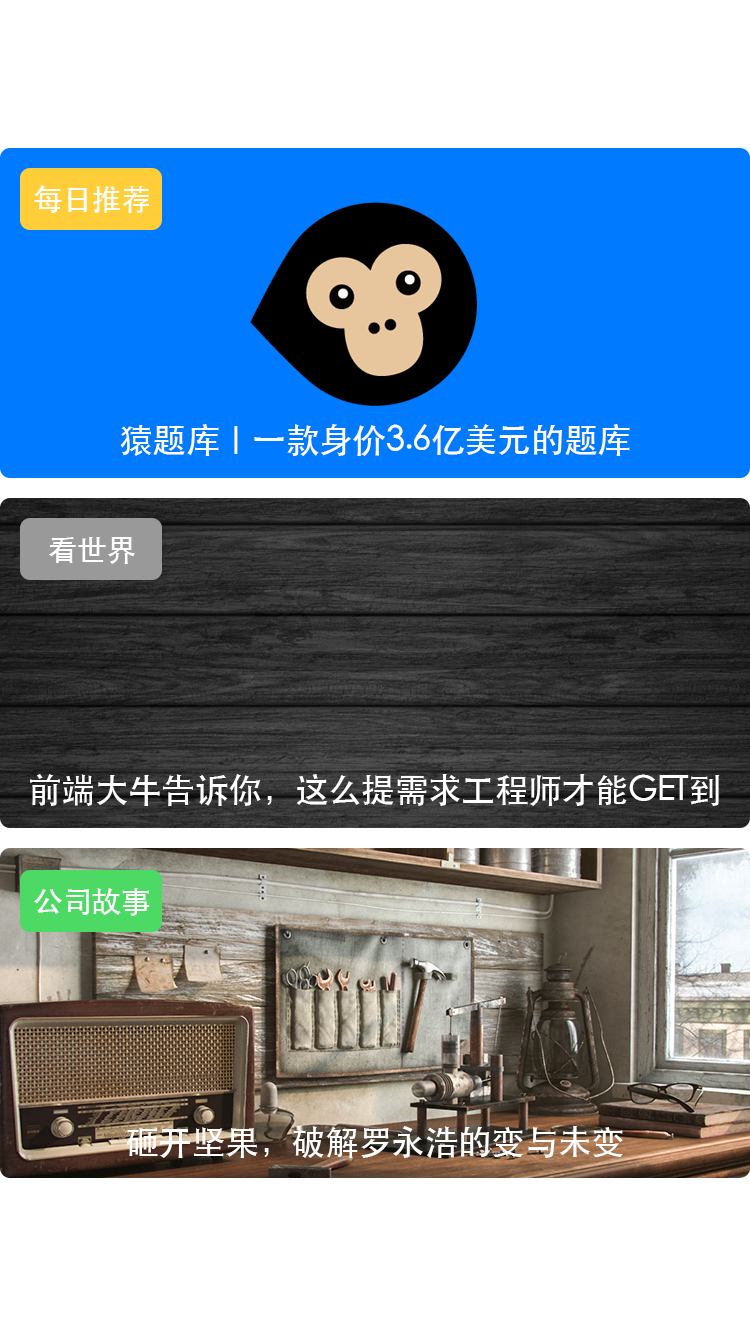 每日推荐
猿题库丨一款身价3.6亿美元的题库
看世界
前端大牛告诉你，这么提需求工程师才能GET到
公司故事
砸开坚果，破解罗永浩的变与未变